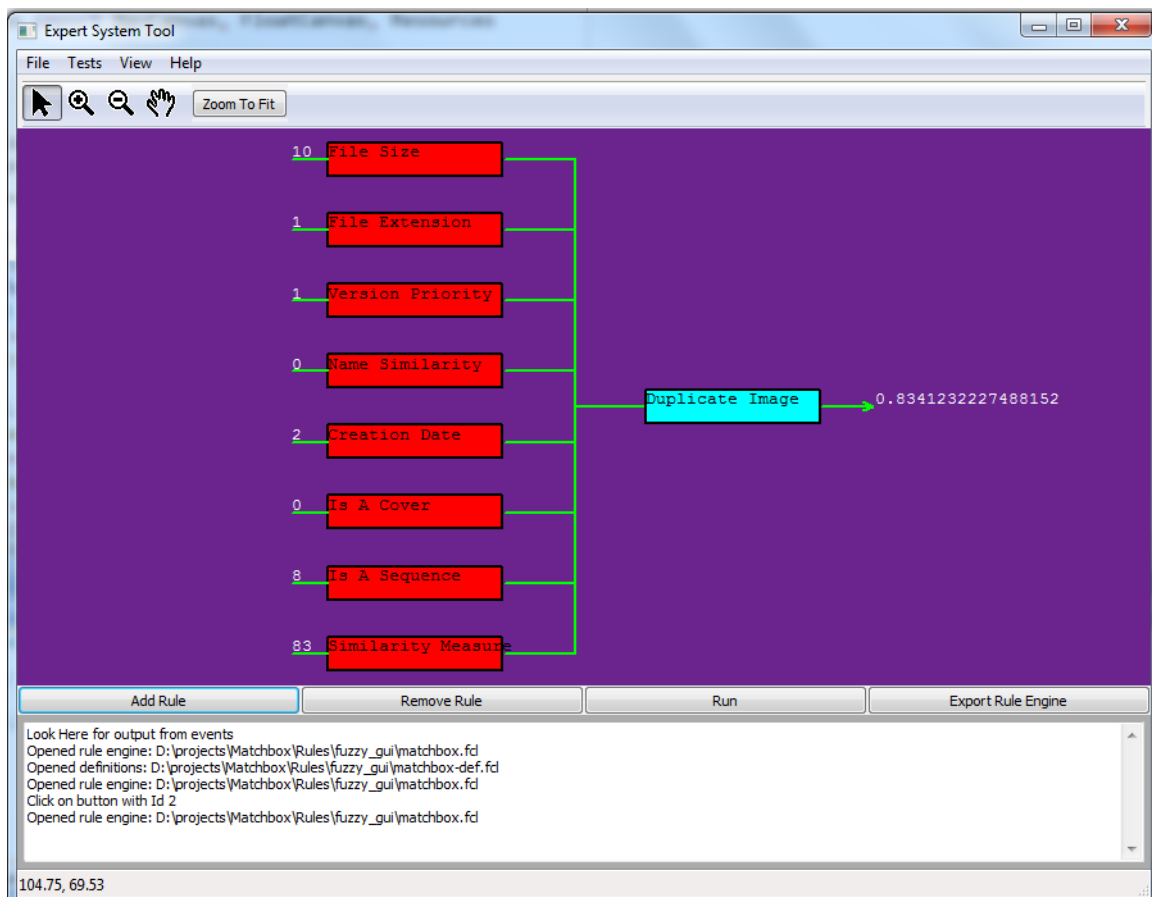 Expert System Tool
File Tests View Help
Zoom To Fit
10 File Size
1 File Extension
1 Version Priority
0 Name Similarity
Duplicate Image 0.8341232227488152
2 Creation Date
0 Is A Cover
8 Is A Sequence
83 Similarity Measure
Add Rule Remove Rule Run Export Rule Engine
Look Here for output from events
Opened rule engine: D:\projects\Matchbox\Rules\fuzzy_gui\matchbox.fcl
Opened definitions: D:\projects\Matchbox\Rules\fuzzy_gui\matchbox-def.fcl
Opened rule engine: D:\projects\Matchbox\Rules\fuzzy_gui\matchbox.fcl
Click on button with Id 2
Opened rule engine: D:\projects\Matchbox\Rules\fuzzy_gui\matchbox.fcl
104.75, 69.53